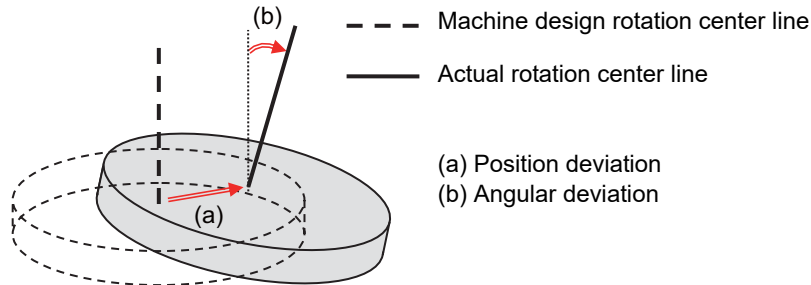 (b)
Machine design rotation center line
Actual rotation center line
(a) Position deviation
(b) Angular deviation
(a)